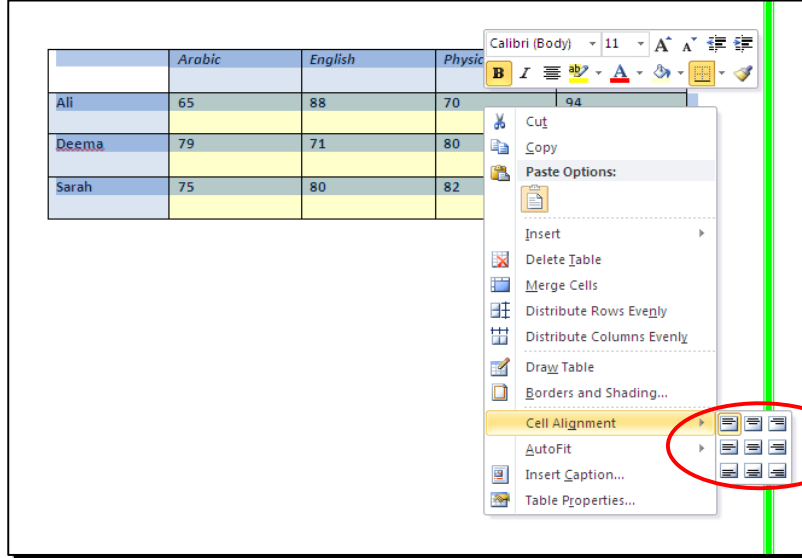 Calibri (Body) 11 A A
B I ab A
Arabic English Physic
Ali 65 88 70 94
Deema 79 71 80
Sarah 75 80 82
Cut
Copy
Paste Options:
Insert
Delete Table
Merge Cells
Distribute Rows Evenly
Distribute Columns Evenly
Draw Table
Borders and Shading...
Cell Alignment
AutoFit
Insert Caption...
Table Properties...